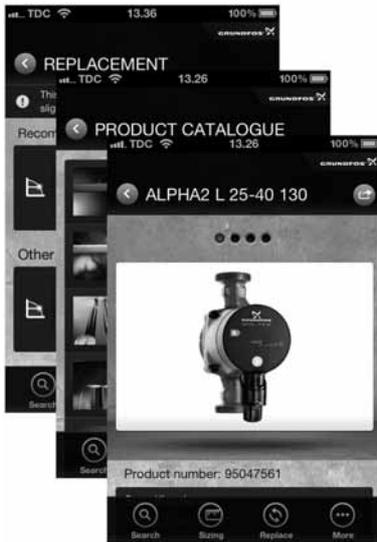 TDC 13.36 100%
GRUNDFOS
REPLACEMENT
This
slig
Recom
Other
Search
TDC 13.26 100%
GRUNDFOS
PRODUCT CATALOGUE
Search
TDC 13.26 100%
GRUNDFOS
ALPHA2 L 25-40 130
Product number: 95047561
Search Sizing Replace More